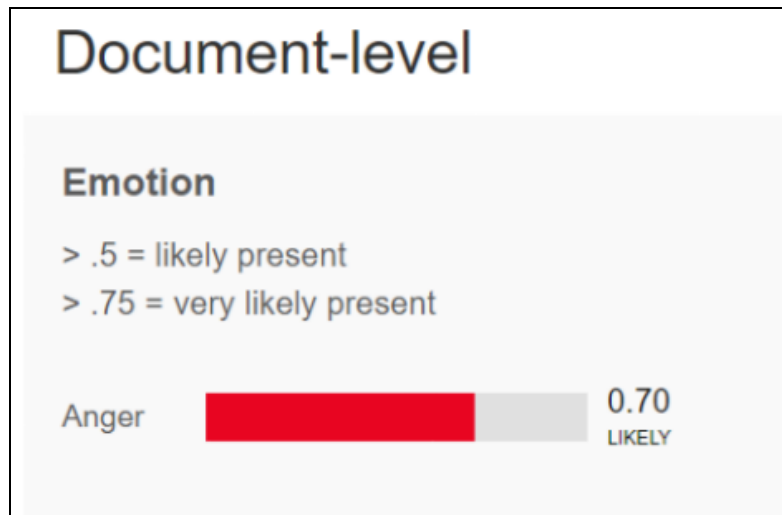 Document-level
Emotion
> .5 = likely present
> .75 = very likely present
Anger
0.70
LIKELY